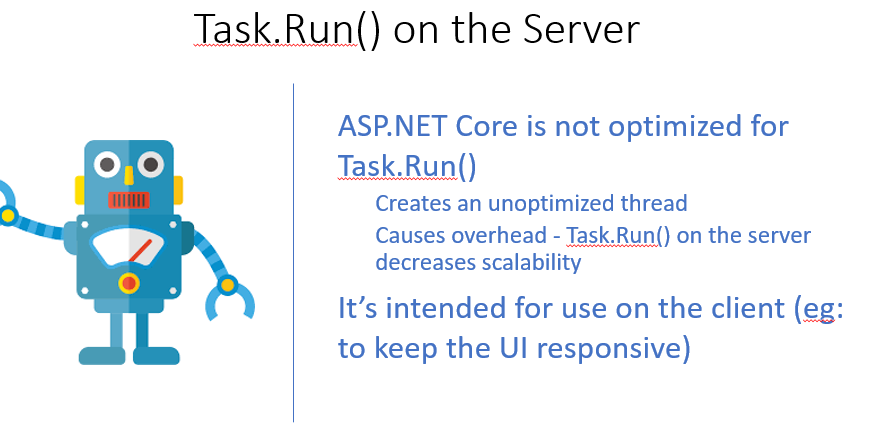 Task.Run() on the Server
ASP.NET Core is not optimized for
Task.Run()
Creates an unoptimized thread
Causes overhead - Task.Run() on the server
decreases scalability
It’s intended for use on the client (eg:
to keep the UI responsive)